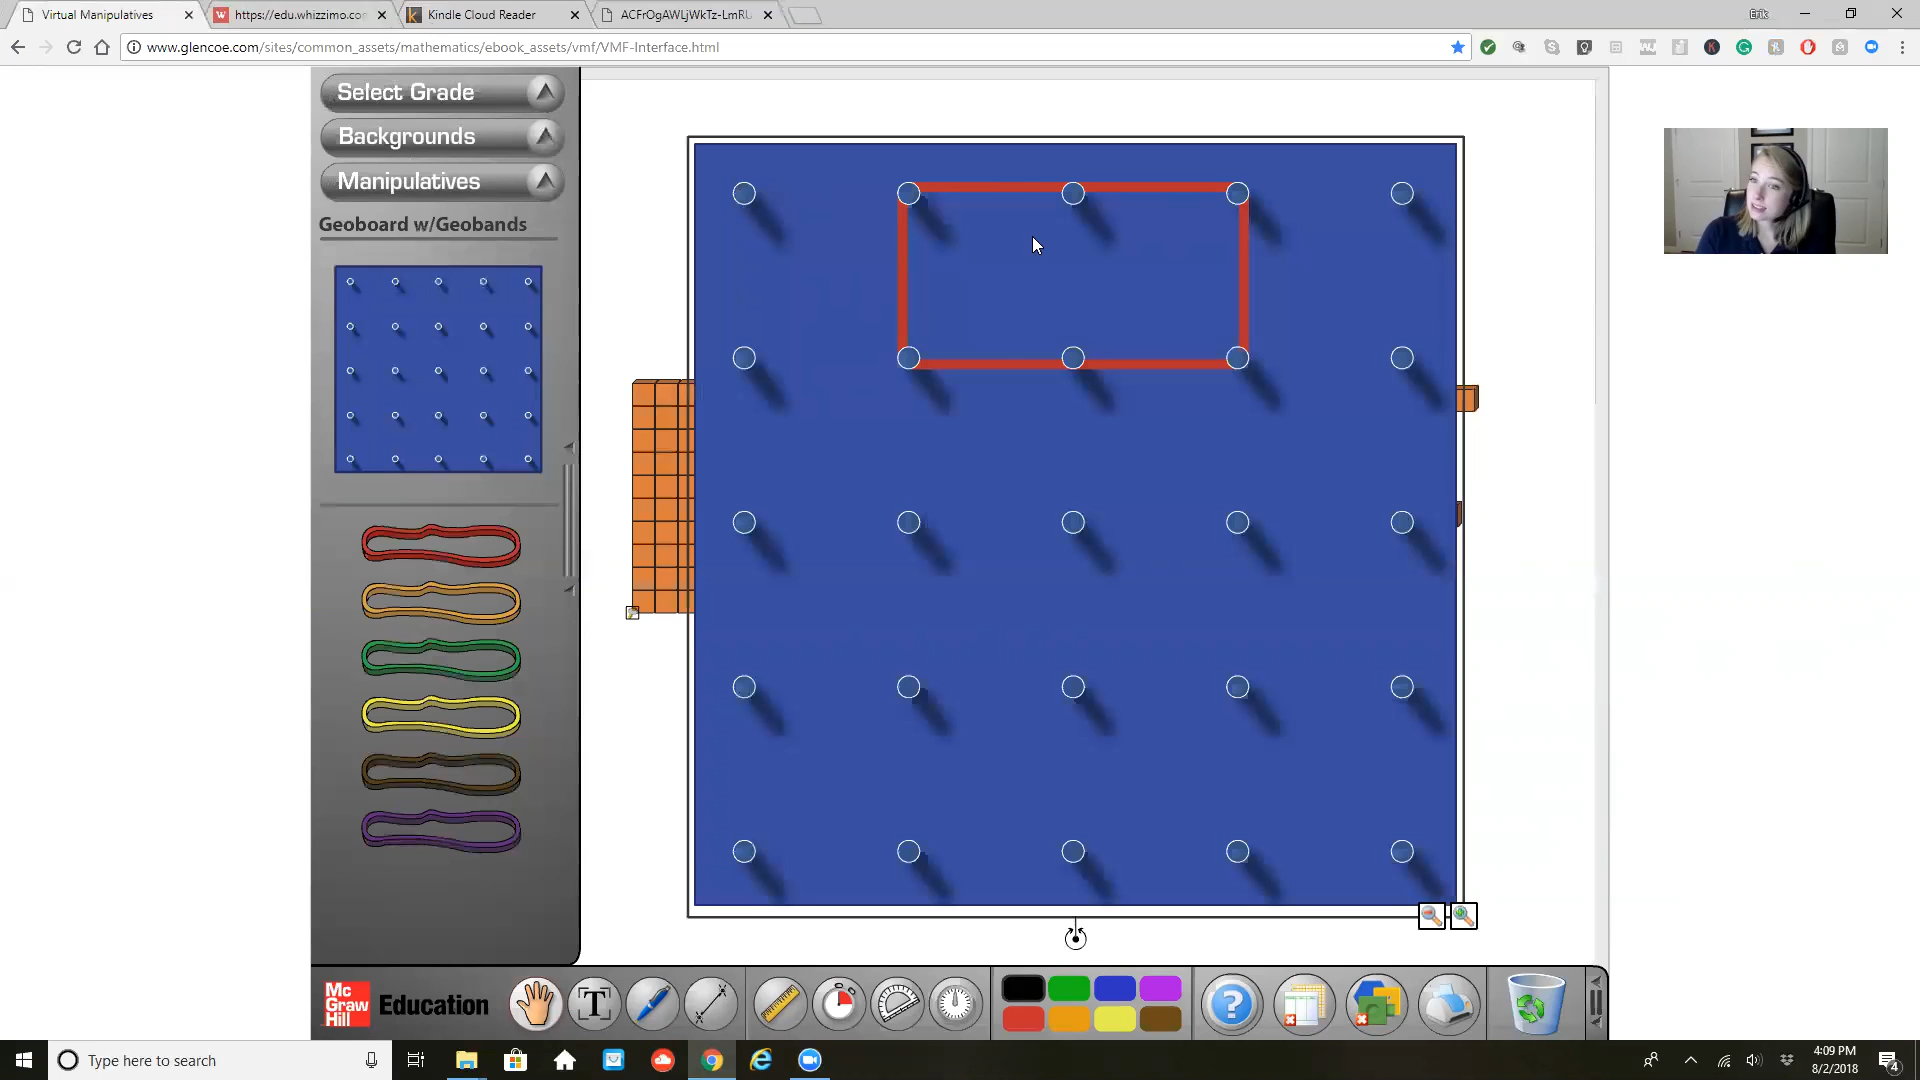 Virtual Manipulatives
https://edu.whizzimo.co
Kindle Cloud Reader
ACFrOgAWLjWkTz-LmRU
Erik
www.glencoe.com/sites/common_assets/mathematics/ebook_assets/vmf/VMF-Interface.html
Select Grade
Backgrounds
Manipulatives
Geoboard w/Geobands
Mc
Graw
Hill
Education
T
?
Type here to search
4:09 PM
8/2/2018
4